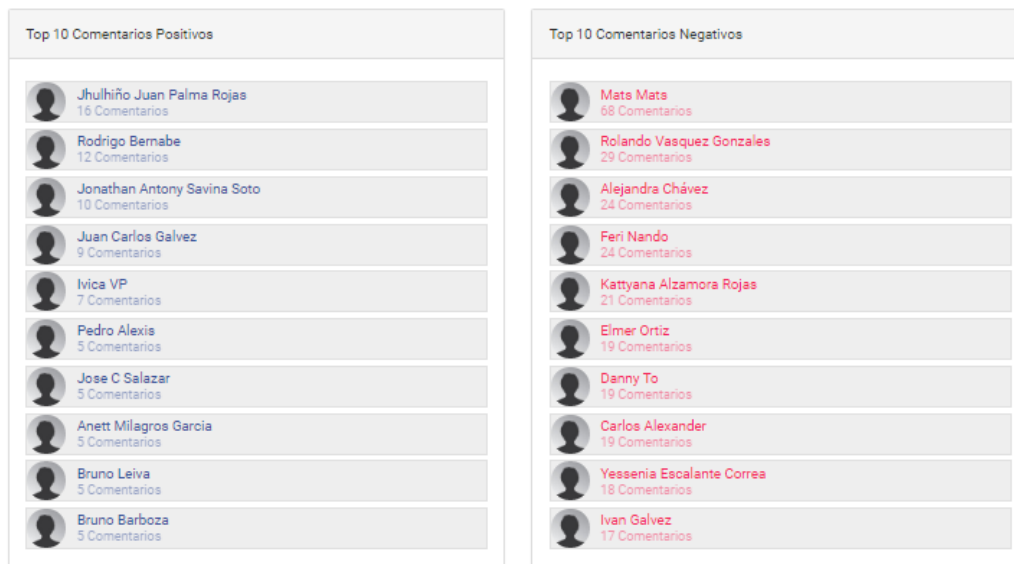 Top 10 Comentarios Positivos
Jhulhiño Juan Palma Rojas
16 Comentarios
Rodrigo Bernabe
12 Comentarios
Jonathan Antony Savina Soto
10 Comentarios
Juan Carlos Galvez
9 Comentarios
Ivica VP
7 Comentarios
Pedro Alexis
5 Comentarios
Jose C Salazar
5 Comentarios
Anett Milagros Garcia
5 Comentarios
Bruno Leiva
5 Comentarios
Bruno Barboza
5 Comentarios
Top 10 Comentarios Negativos
Mats Mats
68 Comentarios
Rolando Vasquez Gonzales
29 Comentarios
Alejandra Chávez
24 Comentarios
Feri Nando
24 Comentarios
Kattyana Alzamora Rojas
21 Comentarios
Elmer Ortiz
19 Comentarios
Danny To
19 Comentarios
Carlos Alexander
19 Comentarios
Yessenia Escalante Correa
18 Comentarios
Ivan Galvez
17 Comentarios